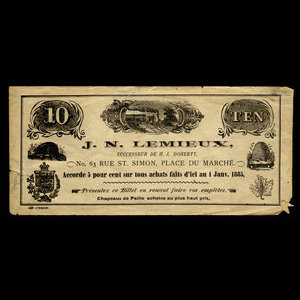 10
TEN
J. N. LEMIEUX,
SUCCESSEUR DE H. J. DOHERTY,
No. 63 RUE ST. SIMON, PLACE DU MARCHÉ.
Accorde 5 pour cent sur tous achats faits d'ici au 1 Janv. 1885.
Présentez ce Billet en venant faire vos emplettes.
Chapeaux de Paille achetés au plus haut prix,